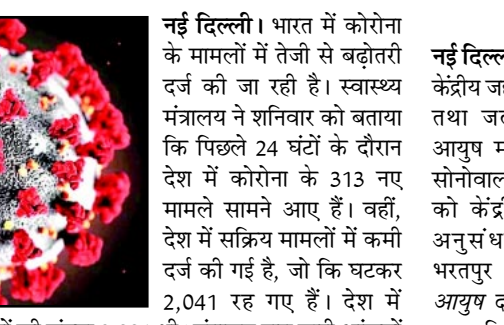 नई दिल्ली। भारत में कोरोना
के मामलों में तेजी से बढ़ोतरी
दर्ज की जा रही है। स्वास्थ्य
मंत्रालय ने शनिवार को बताया
कि पिछले 24 घंटों के दौरान
देश में कोरोना के 313 नए
मामले सामने आए हैं। वहीं,
देश में सक्रिय मामलों में कमी
दर्ज की गई है, जो कि घटकर
2,041 रह गए हैं। देश में
नई
केंद्रीय
तथा
आयुष
सोनोवाल
को
भरतपुर
आयुष